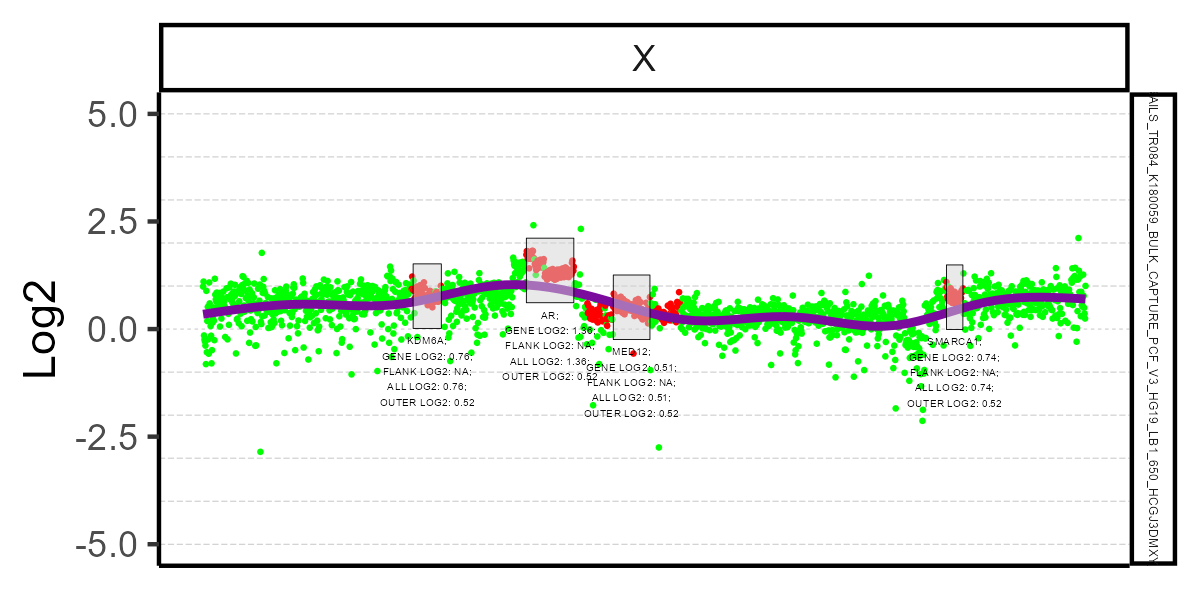 X
Log2
5.0
2.5
0.0
-2.5
-5.0
KDM6A;
GENE LOG2: 0.76;
FLANK LOG2: NA;
ALL LOG2: 0.76;
OUTER LOG2: 0.52
AR;
GENE LOG2: 1.36;
FLANK LOG2: NA;
ALL LOG2: 1.36;
OUTER LOG2: 0.52
MED12;
GENE LOG2: 0.51;
FLANK LOG2: NA;
ALL LOG2: 0.51;
OUTER LOG2: 0.52
SMARCA1;
GENE LOG2: 0.74;
FLANK LOG2: NA;
ALL LOG2: 0.74;
OUTER LOG2: 0.52
AILS_TR084_K180059_BULK_CAPTURE_PCF_V3_HG19_LB1_650_HCGJ3DMXY